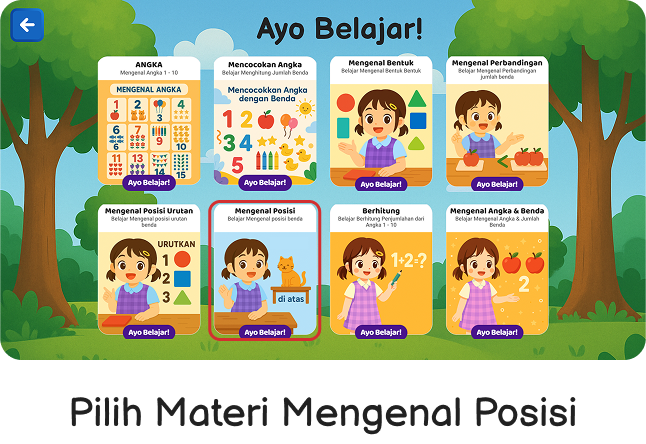 Ayo Belajar!
ANGKA
Mengenal Angka 1 - 10
MENGENAL ANGKA
1 2 3 4
6 7 9
8 10
11 13 12
14 15
Ayo Belajar!
Mencocokan Angka
Belajar Menghitung Jumlah Benda
Mencocokkan Angka
dengan Benda
1 2
3 4
5
Ayo Belajar!
Mengenal Bentuk
Belajar Mengenal Bentuk Bentuk
Ayo Belajar!
Mengenal Perbandingan
Belajar Mengenal Perbandingan
jumlah benda
<
Ayo Belajar!
Mengenal Posisi Urutan
Belajar Mengenal posisi urutan
benda
URUTKAN
1
2
3
Ayo Belajar!
Mengenal Posisi
Belajar Mengenal posisi benda
di atas
Ayo Belajar!
Berhitung
Belajar Berhitung Penjumlahan dari
Angka 1 - 10
1+2=?
Ayo Belajar!
Mengenal Angka & Benda
Belajar Mengenal Angka & Jumlah
Benda
2
Ayo Belajar!
Pilih Materi Mengenal Posisi